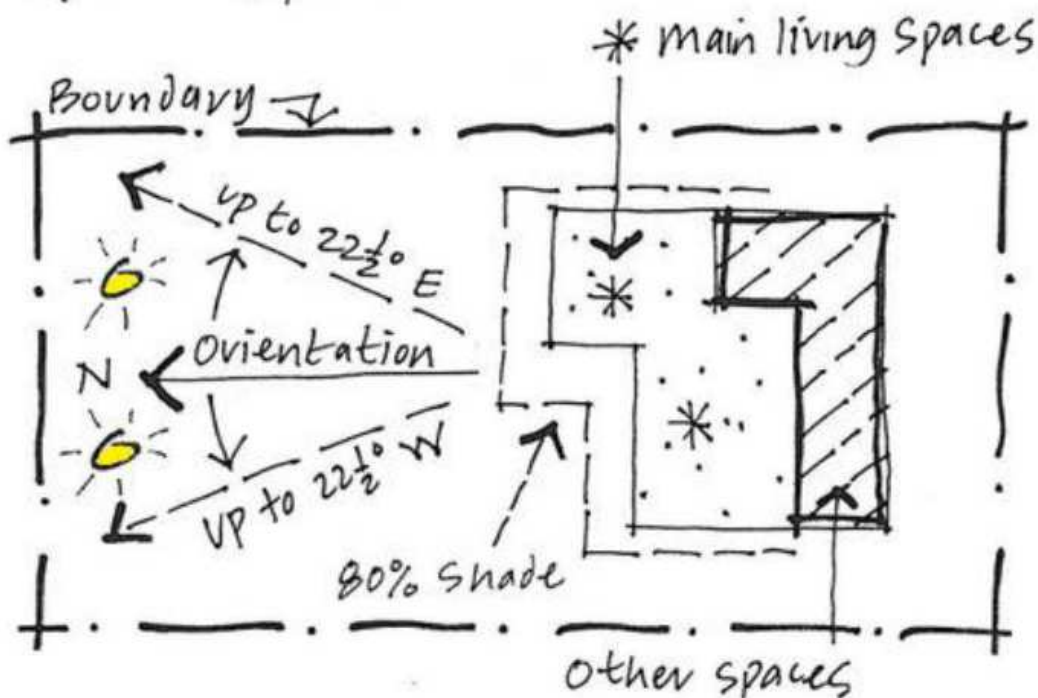 * main living spaces
Boundary
up to 22½° E
Orientation
N
UP to 22½° W
80% shade
Other spaces